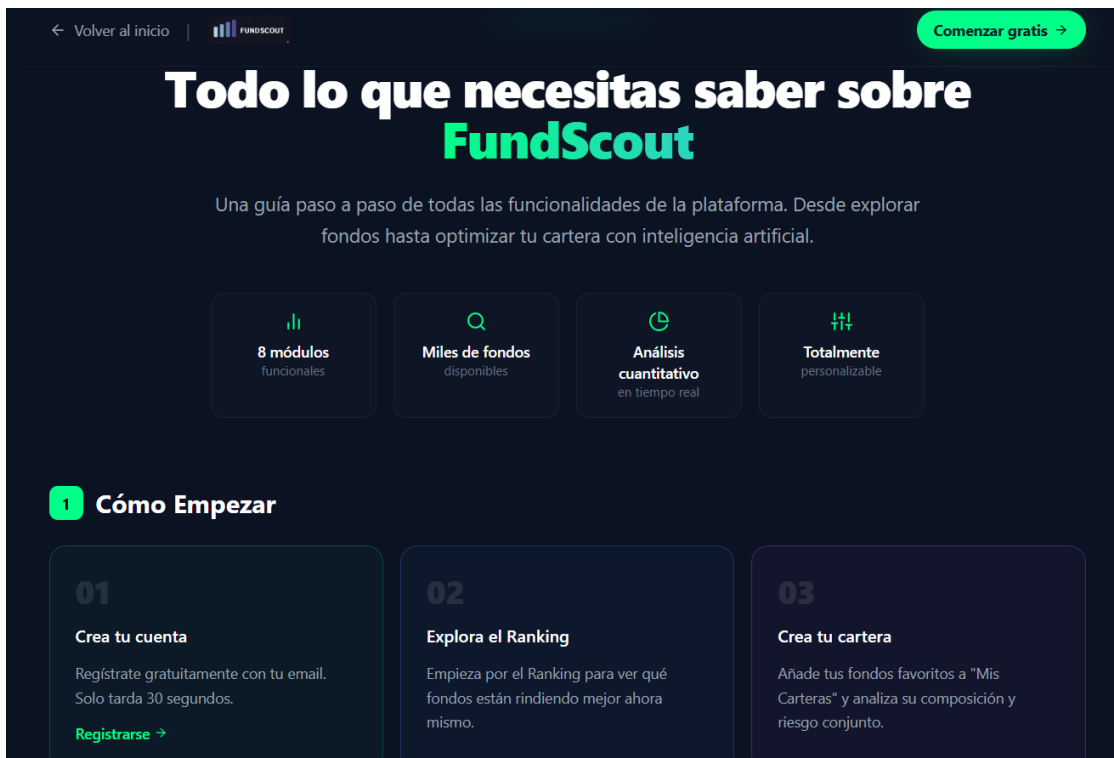 ← Volver al inicio | FUNDSCOUT
Comenzar gratis →
Todo lo que necesitas saber sobre
FundScout
Una guía paso a paso de todas las funcionalidades de la plataforma. Desde explorar
fondos hasta optimizar tu cartera con inteligencia artificial.
8 módulos
funcionales
Miles de fondos
disponibles
Análisis
cuantitativo
en tiempo real
Totalmente
personalizable
1 Cómo Empezar
01
Crea tu cuenta
Regístrate gratuitamente con tu email.
Solo tarda 30 segundos.
Registrarse →
02
Explora el Ranking
Empieza por el Ranking para ver qué
fondos están rindiendo mejor ahora
mismo.
03
Crea tu cartera
Añade tus fondos favoritos a "Mis
Carteras" y analiza su composición y
riesgo conjunto.